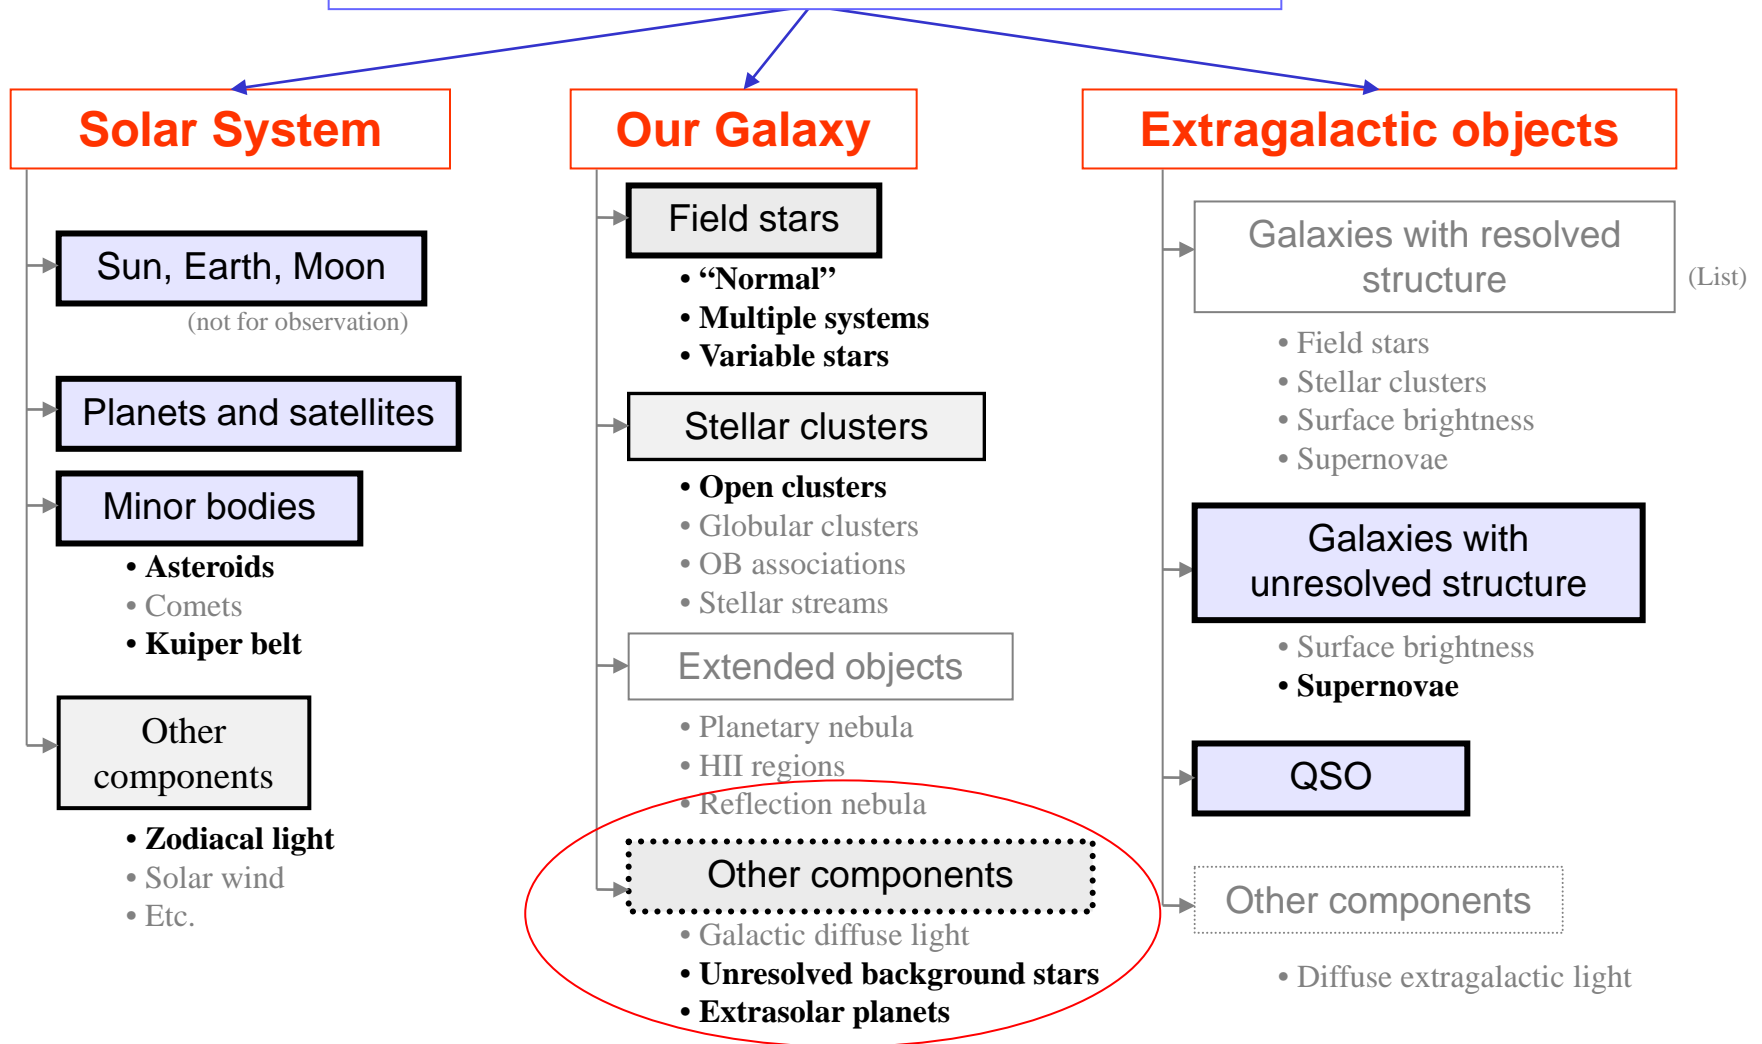 Solar System
Sun, Earth, Moon
(not for observation)
Planets and satellites
Minor bodies
• Asteroids
• Comets
• Kuiper belt
Other
components
• Zodiacal light
• Solar wind
• Etc.
Our Galaxy
Field stars
• “Normal”
• Multiple systems
• Variable stars
Stellar clusters
• Open clusters
• Globular clusters
• OB associations
• Stellar streams
Extended objects
• Planetary nebula
• HII regions
• Reflection nebula
Other components
• Galactic diffuse light
• Unresolved background stars
• Extrasolar planets
Extragalactic objects
Galaxies with resolved
structure
(List)
• Field stars
• Stellar clusters
• Surface brightness
• Supernovae
Galaxies with
unresolved structure
• Surface brightness
• Supernovae
QSO
Other components
• Diffuse extragalactic light